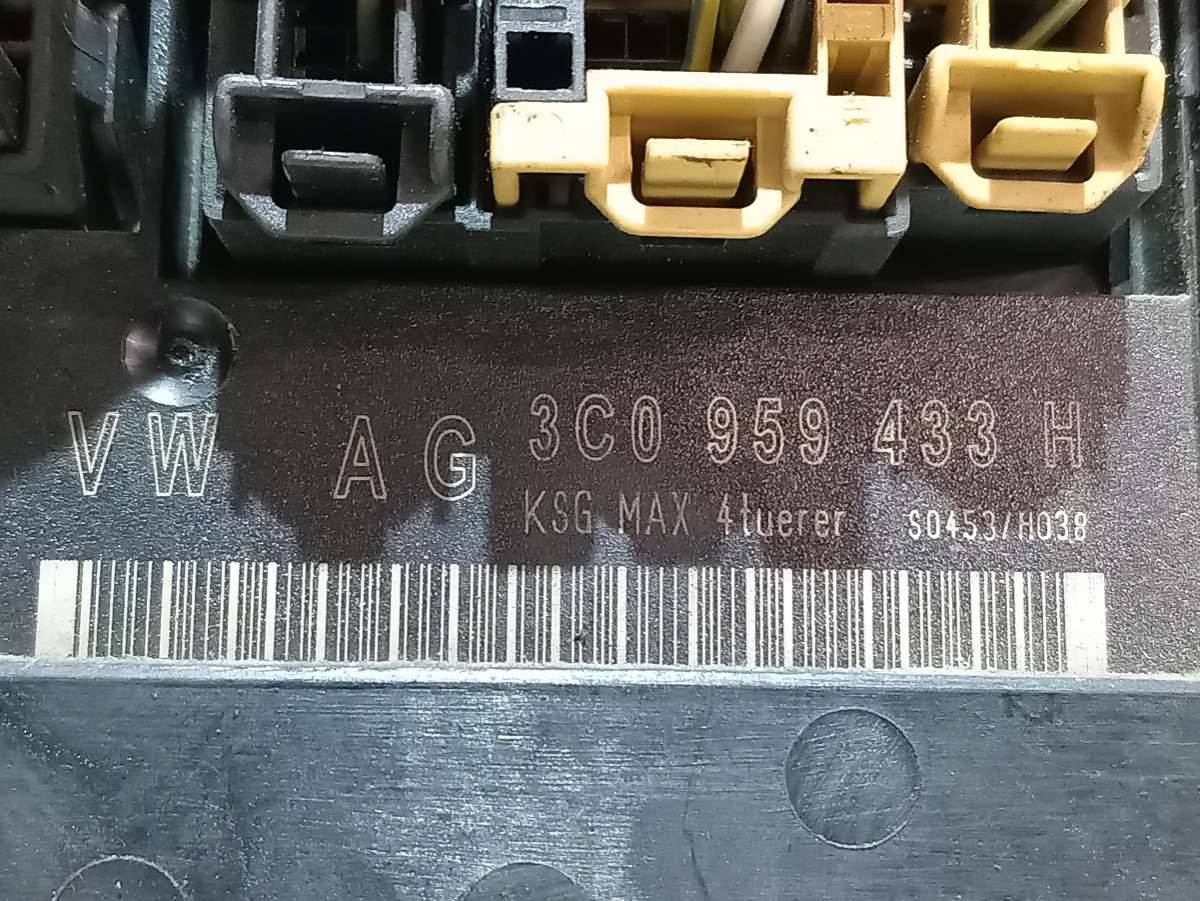 VW AG 3C0 959 433 H
KSG MAX 4tuerer S0453/H038